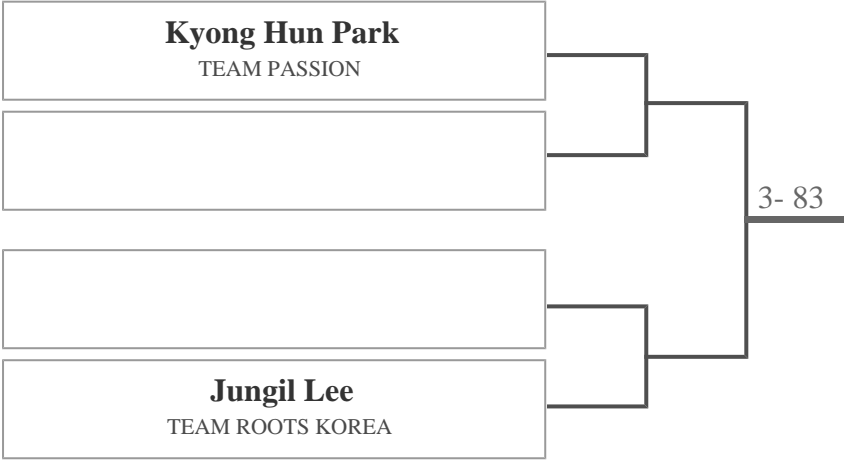 Kyong Hun Park
TEAM PASSION
3- 83
Jungil Lee
TEAM ROOTS KOREA